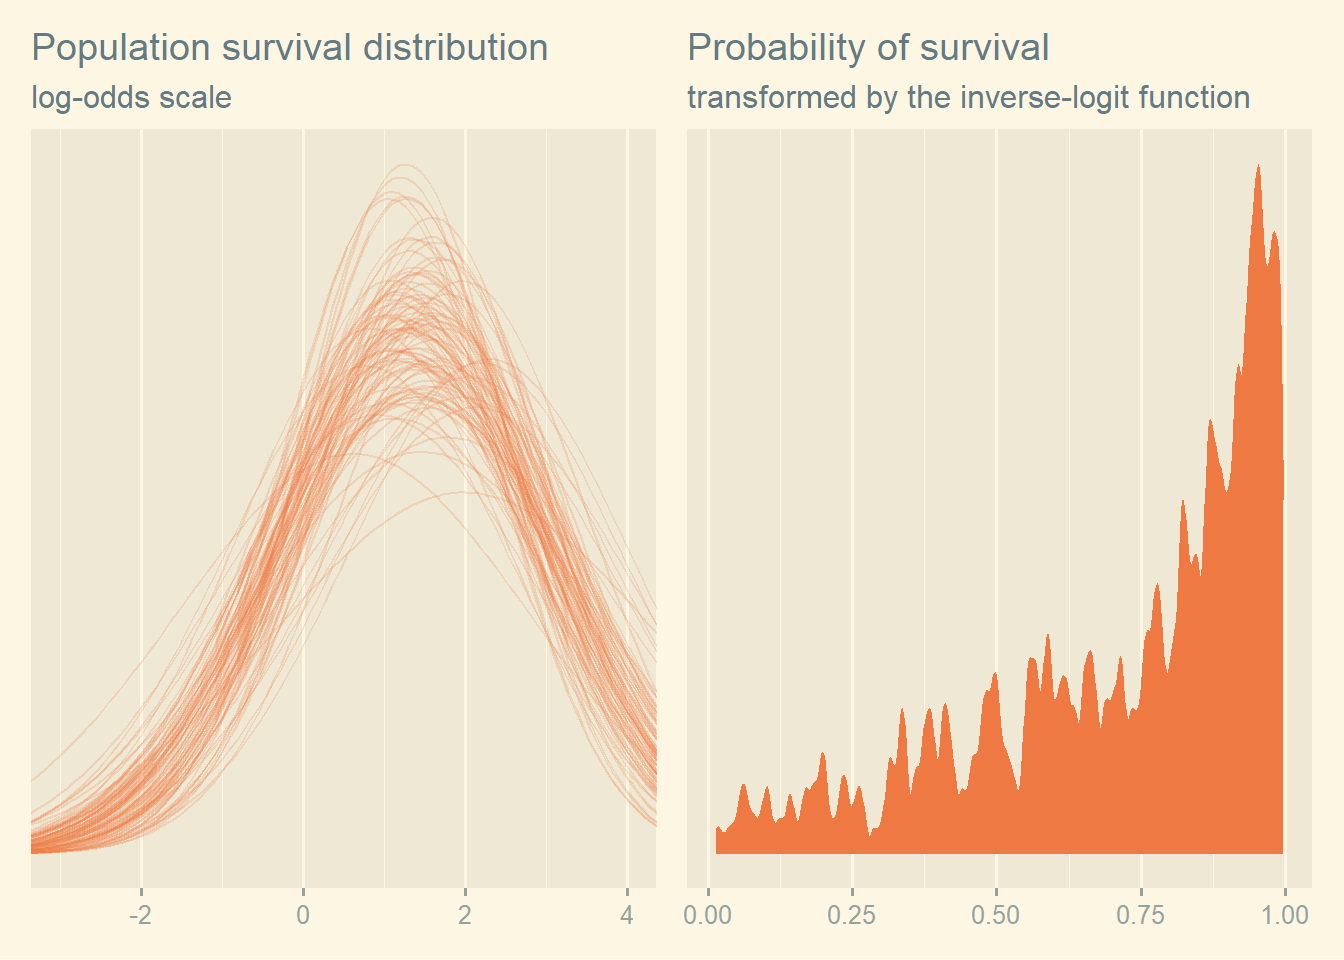 Population survival distribution
log-odds scale
-2 0 2 4
Probability of survival
transformed by the inverse-logit function
0.00 0.25 0.50 0.75 1.00